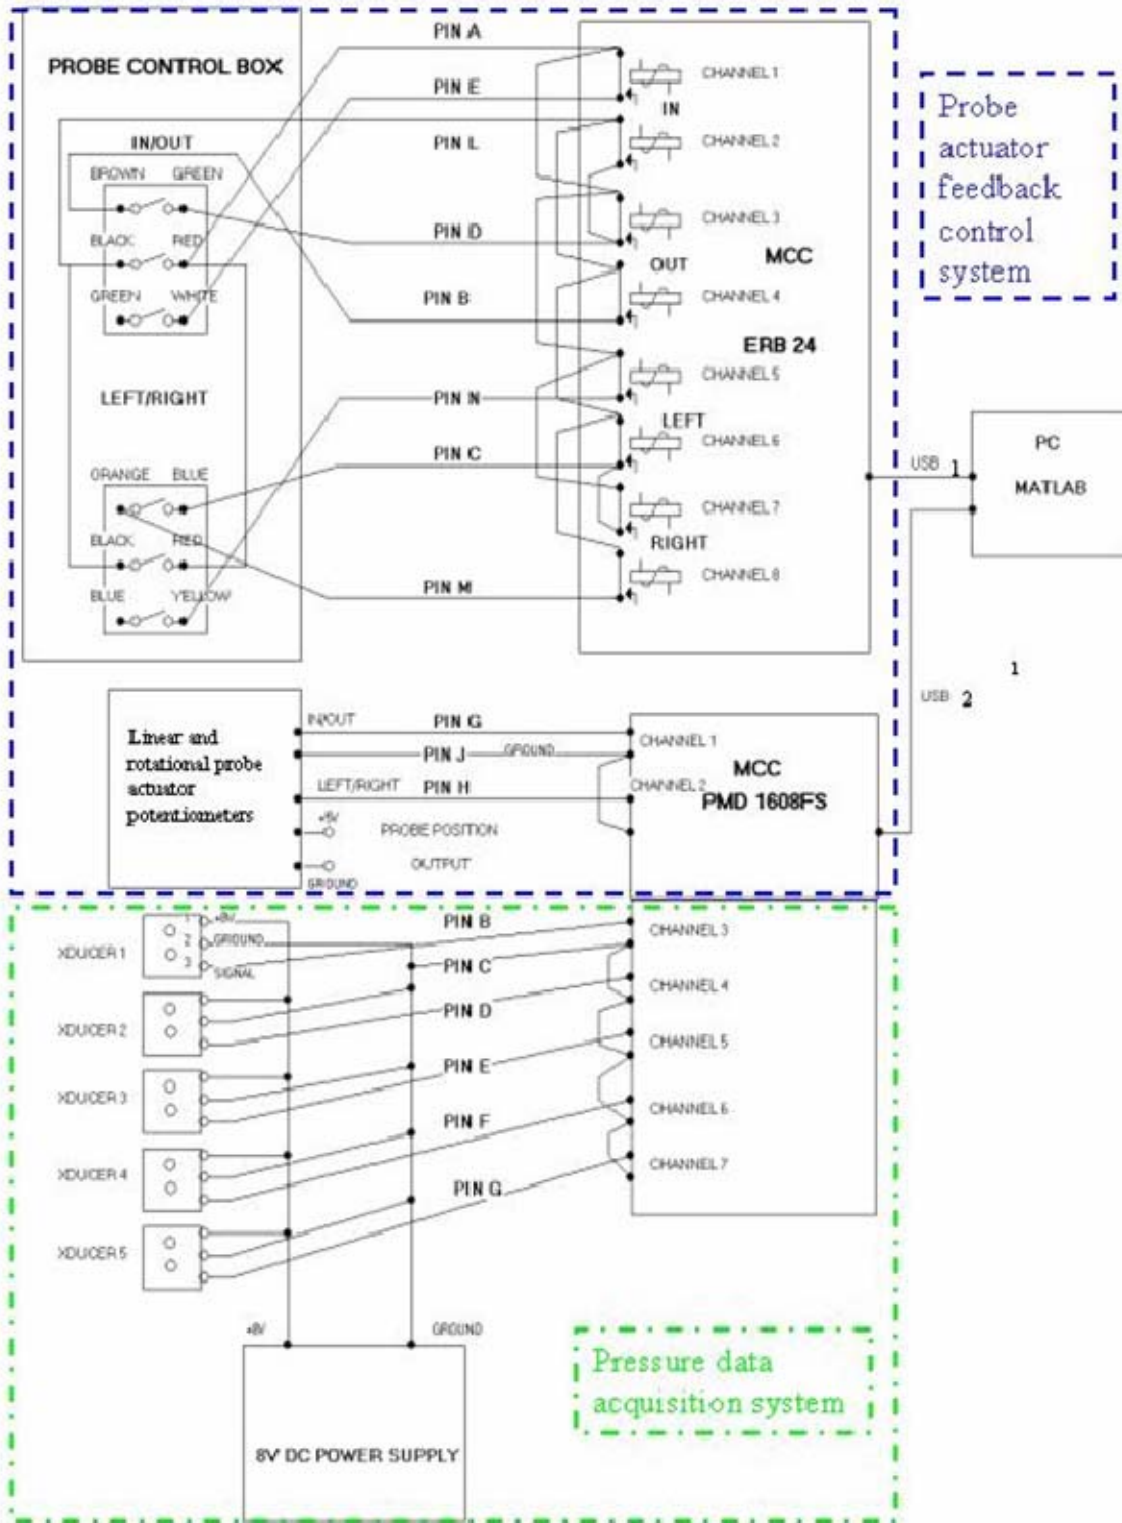 PIN A
PROBE CONTROL BOX
CHANNEL 1
PIN E
IN
IN/OUT
PIN L
CHANNEL 2
BROWN GREEN
CHANNEL 3
BLACK RED
PIN D
MCC
OUT
GREEN WHITE
PIN B
CHANNEL 4
ERB 24
CHANNEL 5
LEFT/RIGHT
PIN N
LEFT
CHANNEL 6
PIN C
ORANGE BLUE
CHANNEL 7
BLACK RED
RIGHT
CHANNEL 8
PIN M
BLUE YELLOW
Probe
actuator
feedback
control
system
PC
MATLAB
USB 1
1
USB 2
Linear and
rotational probe
actuator
potentiometers
IN/OUT
PIN G
PIN J
GROUND
CHANNEL 1
MCC
LEFT/RIGHT
PIN H
CHANNEL 2
PMD 1608FS
+5V
PROBE POSITION
OUTPUT
GROUND
1 +8V
2 GROUND
3 SIGNAL
XDUCER 1
PIN B
CHANNEL 3
PIN C
CHANNEL 4
PIN D
XDUCER 2
CHANNEL 5
PIN E
XDUCER 3
CHANNEL 6
PIN F
CHANNEL 7
XDUCER 4
PIN G
XDUCER 5
+8V
GROUND
8V DC POWER SUPPLY
Pressure data
acquisition system